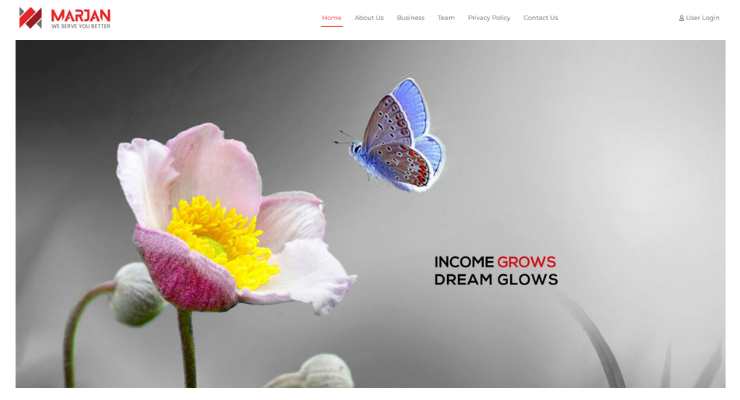 MARJAN
WE SERVE YOU BETTER
Home About Us Business Team Privacy Policy Contact Us
User Login
INCOME GROWS
DREAM GLOWS